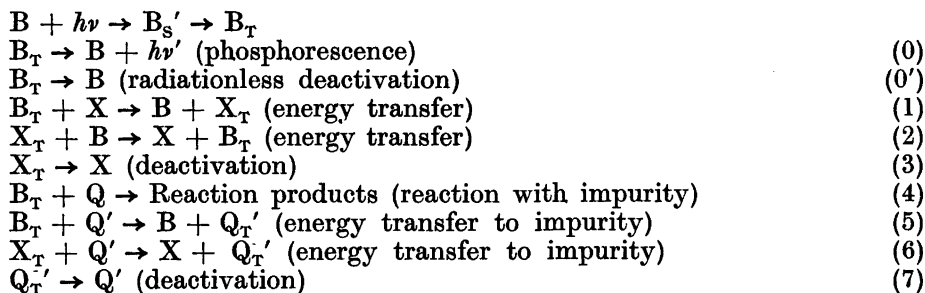 B + hν → B_S′ → B_T
B_T → B + hν′ (phosphorescence) (0)
B_T → B (radiationless deactivation) (0′)
B_T + X → B + X_T (energy transfer) (1)
X_T + B → X + B_T (energy transfer) (2)
X_T → X (deactivation) (3)
B_T + Q → Reaction products (reaction with impurity) (4)
B_T + Q′ → B + Q_T′ (energy transfer to impurity) (5)
X_T + Q′ → X + Q_T′ (energy transfer to impurity) (6)
Q_T′ → Q′ (deactivation) (7)